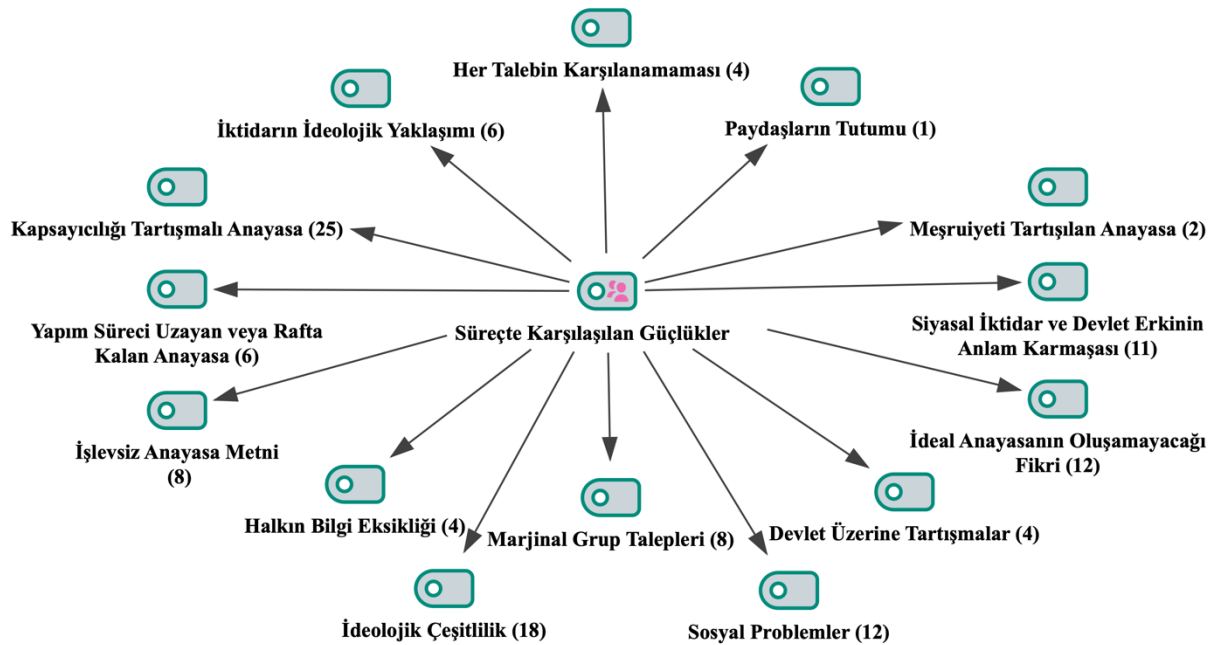 Her Talebin Karşılanamaması (4)
İktidarın İdeolojik Yaklaşımı (6)
Paydaşların Tutumu (1)
Kapsayıcılığı Tartışmalı Anayasa (25)
Meşruiyeti Tartışılan Anayasa (2)
Yapım Süreci Uzayan veya Rafta
Kalan Anayasa (6)
Süreçte Karşılaşılan Güçlükler
Siyasal İktidar ve Devlet Erkinin
Anlam Karmaşası (11)
İşlevsiz Anayasa Metni
(8)
İdeal Anayasanın Oluşamayacağı
Fikri (12)
Halkın Bilgi Eksikliği (4)
Marjinal Grup Talepleri (8)
Devlet Üzerine Tartışmalar (4)
İdeolojik Çeşitlilik (18)
Sosyal Problemler (12)